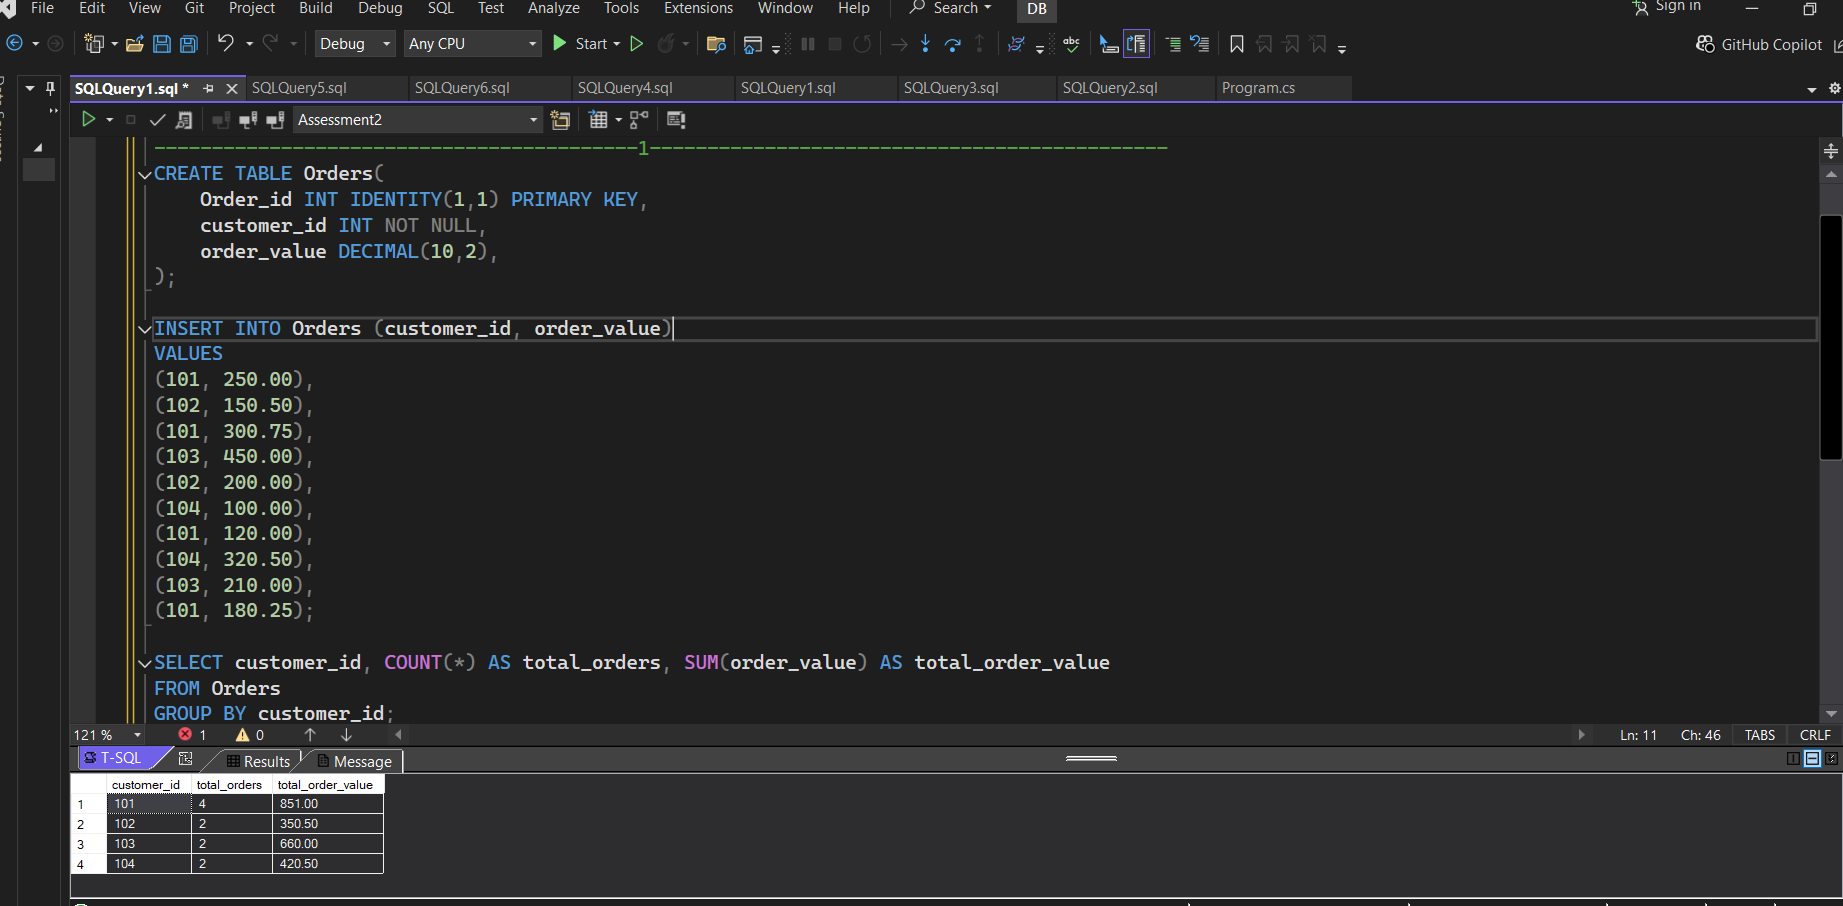 File Edit View Git Project Build Debug SQL Test Analyze Tools Extensions Window Help Search DB Sign in
Debug Any CPU Start GitHub Copilot
SQLQuery1.sql * SQLQuery5.sql SQLQuery6.sql SQLQuery4.sql SQLQuery1.sql SQLQuery3.sql SQLQuery2.sql Program.cs
Assessment2
------------------------------------------1---------------------------------------------
CREATE TABLE Orders(
Order_id INT IDENTITY(1,1) PRIMARY KEY,
customer_id INT NOT NULL,
order_value DECIMAL(10,2),
);
INSERT INTO Orders (customer_id, order_value)
VALUES
(101, 250.00),
(102, 150.50),
(101, 300.75),
(103, 450.00),
(102, 200.00),
(104, 100.00),
(101, 120.00),
(104, 320.50),
(103, 210.00),
(101, 180.25);
SELECT customer_id, COUNT(*) AS total_orders, SUM(order_value) AS total_order_value
FROM Orders
GROUP BY customer_id;
121 % 1 0 Ln: 11 Ch: 46 TABS CRLF
T-SQL Results Message
customer_id total_orders total_order_value
1 101 4 851.00
2 102 2 350.50
3 103 2 660.00
4 104 2 420.50